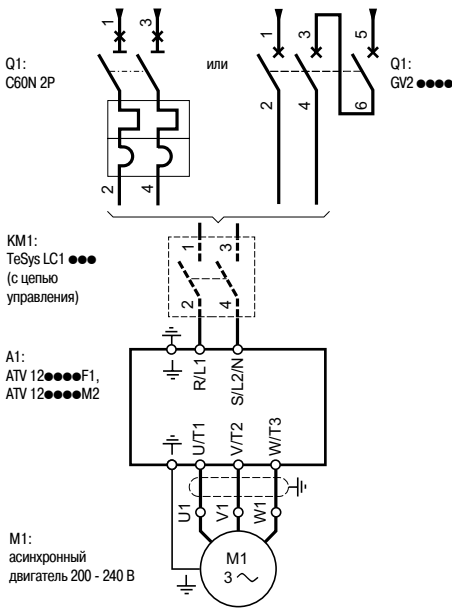 1
3
1
3
5
Q1:
C60N 2P
или
Q1:
GV2 ●●●●
2
4
6
2
4
KM1:
TeSys LC1 ●●●
(с цепью
управления)
1
3
2
4
A1:
ATV 12●●●●F1,
ATV 12●●●●M2
R/L1
S/L2/N
U/T1
V/T2
W/T3
U1
V1
W1
M1:
асинхронный
двигатель 200 - 240 В
M1
3